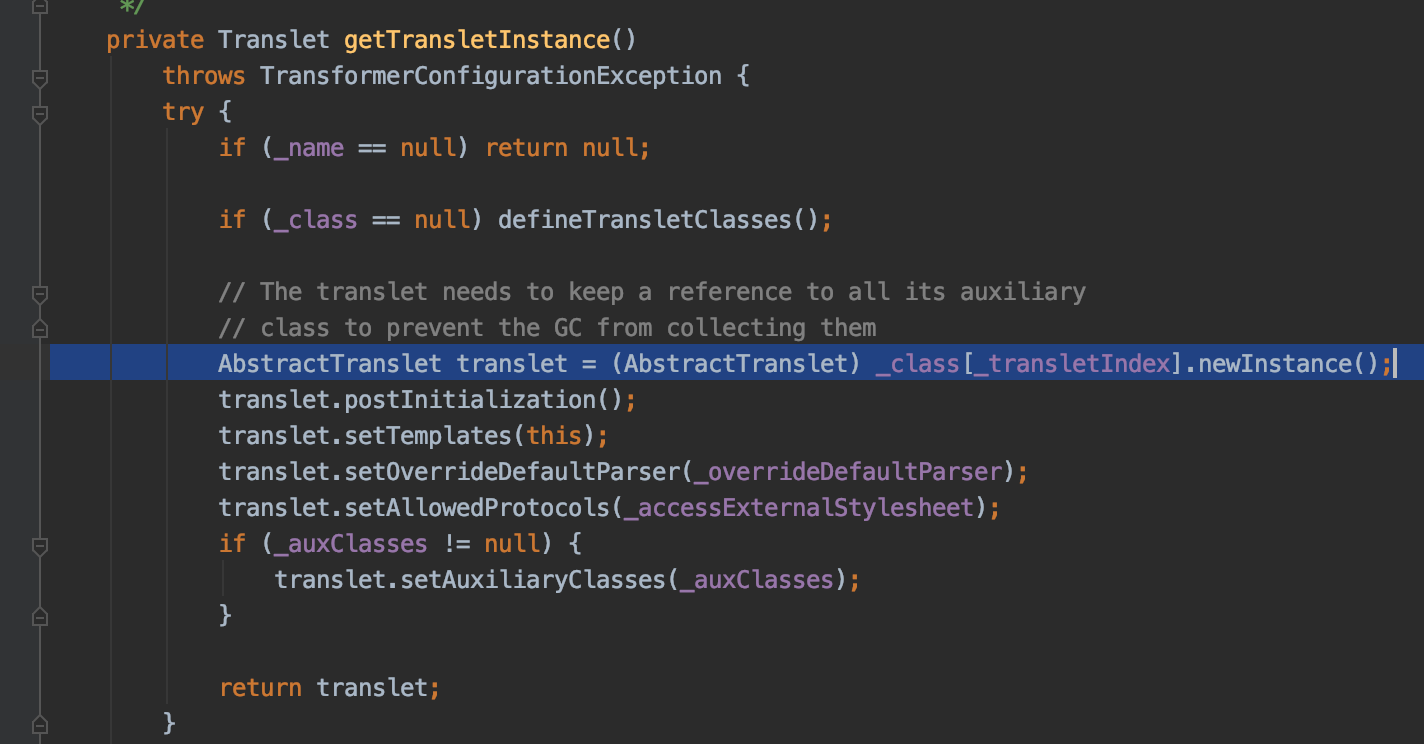 */
private Translet getTransletInstance()
throws TransformerConfigurationException {
try {
if (_name == null) return null;
if (_class == null) defineTransletClasses();
// The translet needs to keep a reference to all its auxiliary
// class to prevent the GC from collecting them
AbstractTranslet translet = (AbstractTranslet) _class[_transletIndex].newInstance();
translet.postInitialization();
translet.setTemplates(this);
translet.setOverrideDefaultParser(_overrideDefaultParser);
translet.setAllowedProtocols(_accessExternalStylesheet);
if (_auxClasses != null) {
translet.setAuxiliaryClasses(_auxClasses);
}
return translet;
}